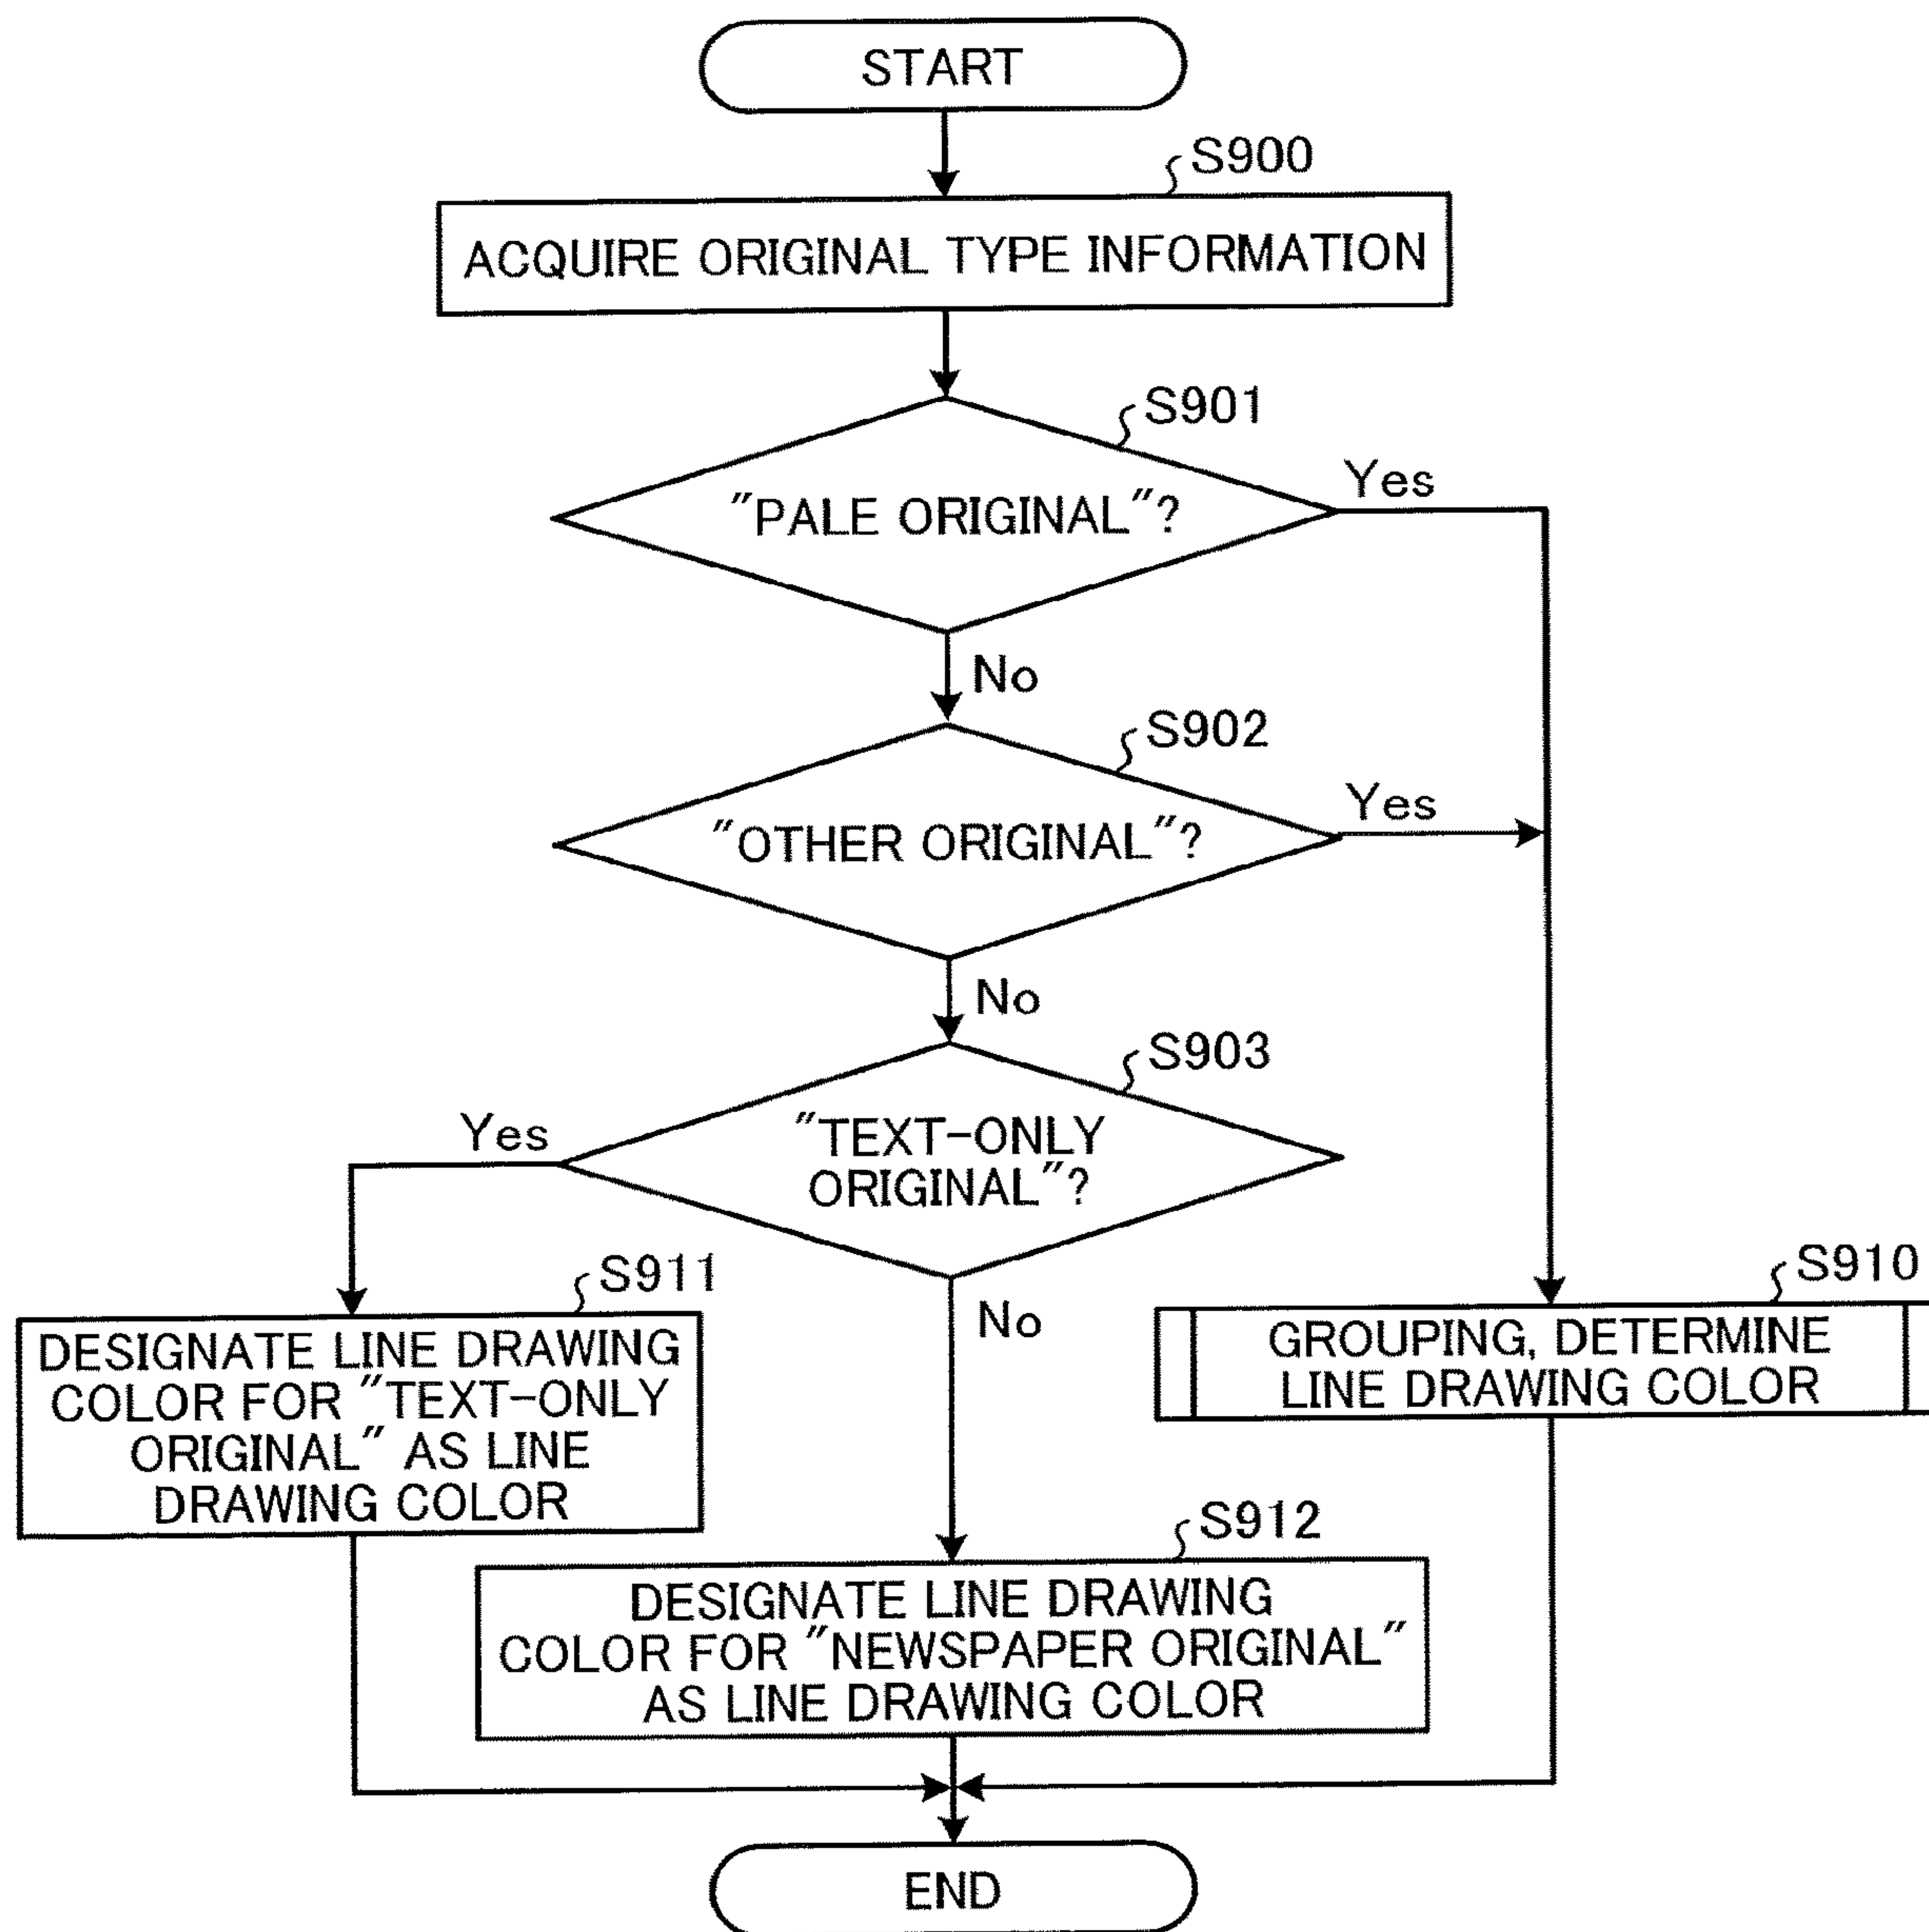 START
S900
ACQUIRE ORIGINAL TYPE INFORMATION
S901
"PALE ORIGINAL"?
Yes
No
S902
"OTHER ORIGINAL"?
Yes
No
S903
"TEXT-ONLY
ORIGINAL"?
Yes
No
S911
DESIGNATE LINE DRAWING
COLOR FOR "TEXT-ONLY
ORIGINAL" AS LINE
DRAWING COLOR
S910
GROUPING, DETERMINE
LINE DRAWING COLOR
S912
DESIGNATE LINE DRAWING
COLOR FOR "NEWSPAPER ORIGINAL"
AS LINE DRAWING COLOR
END